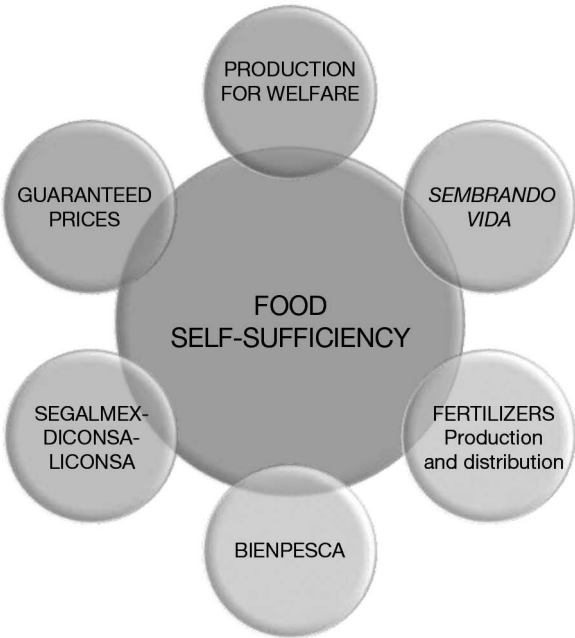 PRODUCTION
FOR WELFARE
GUARANTEED
PRICES
SEMBRANDO
VIDA
FOOD
SELF-SUFFICIENCY
SEGALMEX-
DICONSA-
LICONSA
FERTILIZERS
Production
and distribution
BIENPESCA